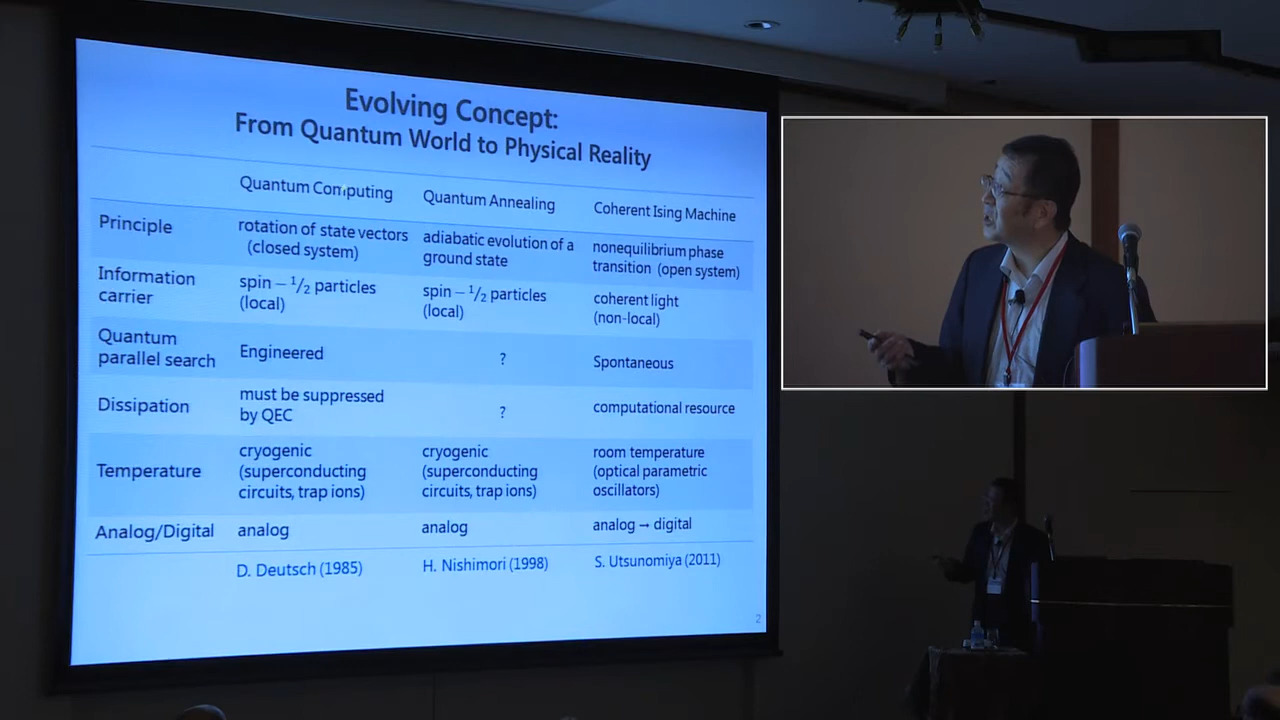 Evolving Concept:
From Quantum World to Physical Reality
Quantum Computing Quantum Annealing Coherent Ising Machine
Principle
rotation of state vectors
(closed system)
adiabatic evolution of a
ground state
nonequilibrium phase
transition (open system)
Information
carrier
spin – 1/2 particles
(local)
spin – 1/2 particles
(local)
coherent light
(non-local)
Quantum
parallel search
Engineered
?
Spontaneous
Dissipation
must be suppressed
by QEC
?
computational resource
Temperature
cryogenic
(superconducting
circuits, trap ions)
cryogenic
(superconducting
circuits, trap ions)
room temperature
(optical parametric
oscillators)
Analog/Digital
analog
analog
analog → digital
D. Deutsch (1985)
H. Nishimori (1998)
S. Utsunomiya (2011)
2